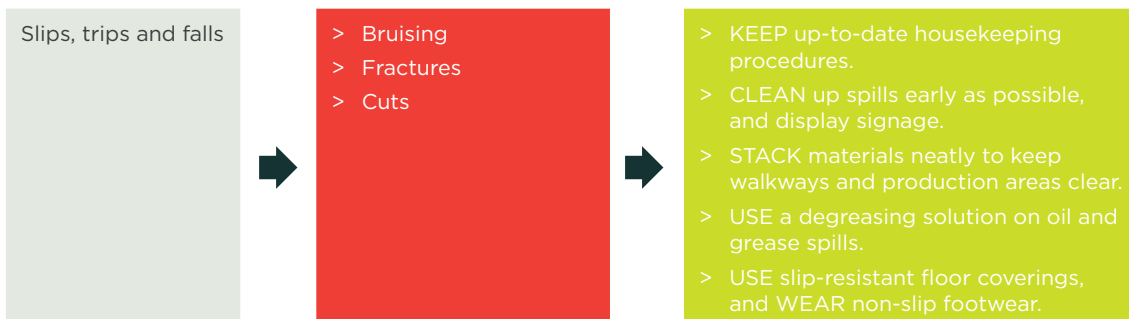 Slips, trips and falls
> Bruising
> Fractures
> Cuts
> KEEP up-to-date housekeeping
procedures.
> CLEAN up spills early as possible,
and display signage.
> STACK materials neatly to keep
walkways and production areas clear.
> USE a degreasing solution on oil and
grease spills.
> USE slip-resistant floor coverings,
and WEAR non-slip footwear.